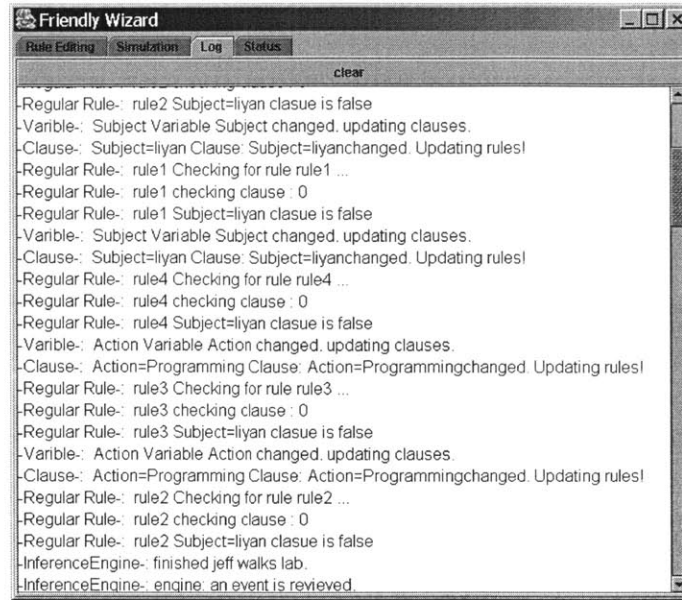 Friendly Wizard
Rule Editing Simulation Log Status
clear
-Regular Rule-: rule2 Subject=liyan clasue is false
-Varible-: Subject Variable Subject changed. updating clauses.
-Clause-: Subject=liyan Clause: Subject=liyanchanged. Updating rules!
-Regular Rule-: rule1 Checking for rule rule1 ...
-Regular Rule-: rule1 checking clause : 0
-Regular Rule-: rule1 Subject=liyan clasue is false
-Varible-: Subject Variable Subject changed. updating clauses.
-Clause-: Subject=liyan Clause: Subject=liyanchanged. Updating rules!
-Regular Rule-: rule4 Checking for rule rule4 ...
-Regular Rule-: rule4 checking clause : 0
-Regular Rule-: rule4 Subject=liyan clasue is false
-Varible-: Action Variable Action changed. updating clauses.
-Clause-: Action=Programming Clause: Action=Programmingchanged. Updating rules!
-Regular Rule-: rule3 Checking for rule rule3 ...
-Regular Rule-: rule3 checking clause : 0
-Regular Rule-: rule3 Subject=liyan clasue is false
-Varible-: Action Variable Action changed. updating clauses.
-Clause-: Action=Programming Clause: Action=Programmingchanged. Updating rules!
-Regular Rule-: rule2 Checking for rule rule2 ...
-Regular Rule-: rule2 checking clause : 0
-Regular Rule-: rule2 Subject=liyan clasue is false
-InferenceEngine-: finished jeff walks lab.
-InferenceEngine-: engine: an event is revieved.